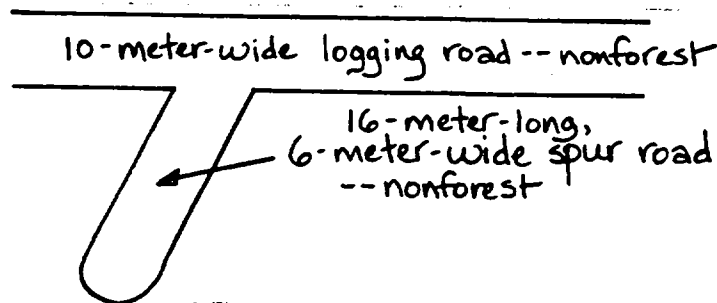 10-meter-wide logging road -- nonforest
16-meter-long,
6-meter-wide spur road
-- nonforest